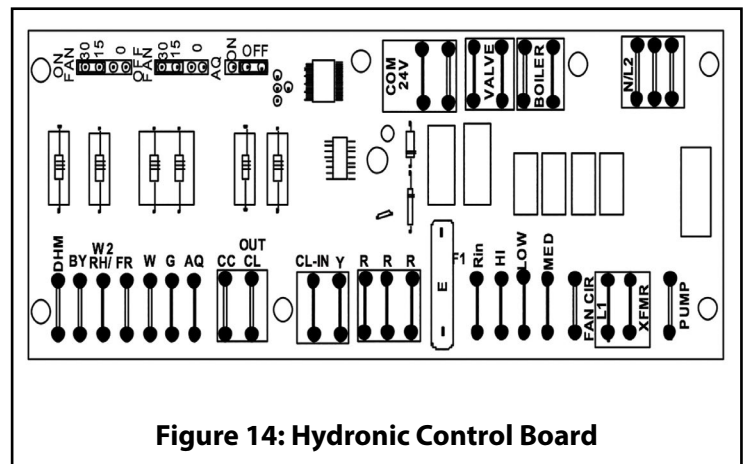 ON FAN 30 15 0
OFF FAN 30 15 0
AQ ON OFF
COM 24V
VALVE
BOILER
N/L2
DHM
BY
W2 RH/
FR
W
G
AQ
OUT
CC CL
CL-IN Y
R R R
E
F1
Rin
HI
LOW
MED
FAN CIR
L1
XFMR
PUMP
Figure 14: Hydronic Control Board